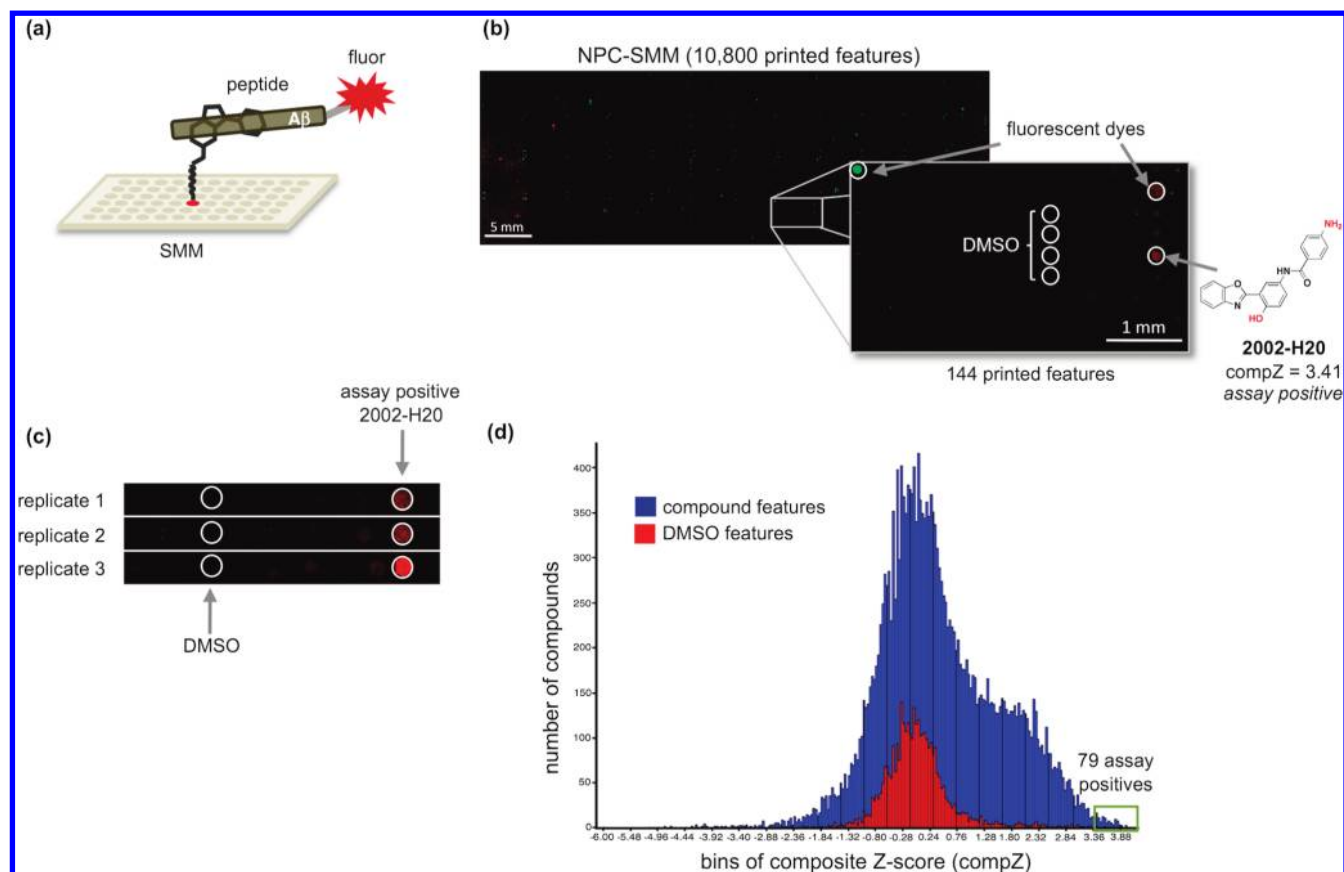 (a)
fluor
peptide
Aβ
SMM
(b)
NPC-SMM (10,800 printed features)
fluorescent dyes
5 mm
DMSO
1 mm
144 printed features
NH₂
HN
O
O
N
HO
2002-H20
compZ = 3.41
assay positive
(c)
assay positive
2002-H20
replicate 1
replicate 2
replicate 3
DMSO
(d)
compound features
DMSO features
number of compounds
400
350
300
250
200
150
100
50
0
79 assay
positives
-6.00 -5.48 -4.96 -4.44 -3.92 -3.40 -2.88 -2.36 -1.84 -1.32 -0.80 -0.28 0.24 0.76 1.28 1.80 2.32 2.84 3.36 3.88
bins of composite Z-score (compZ)